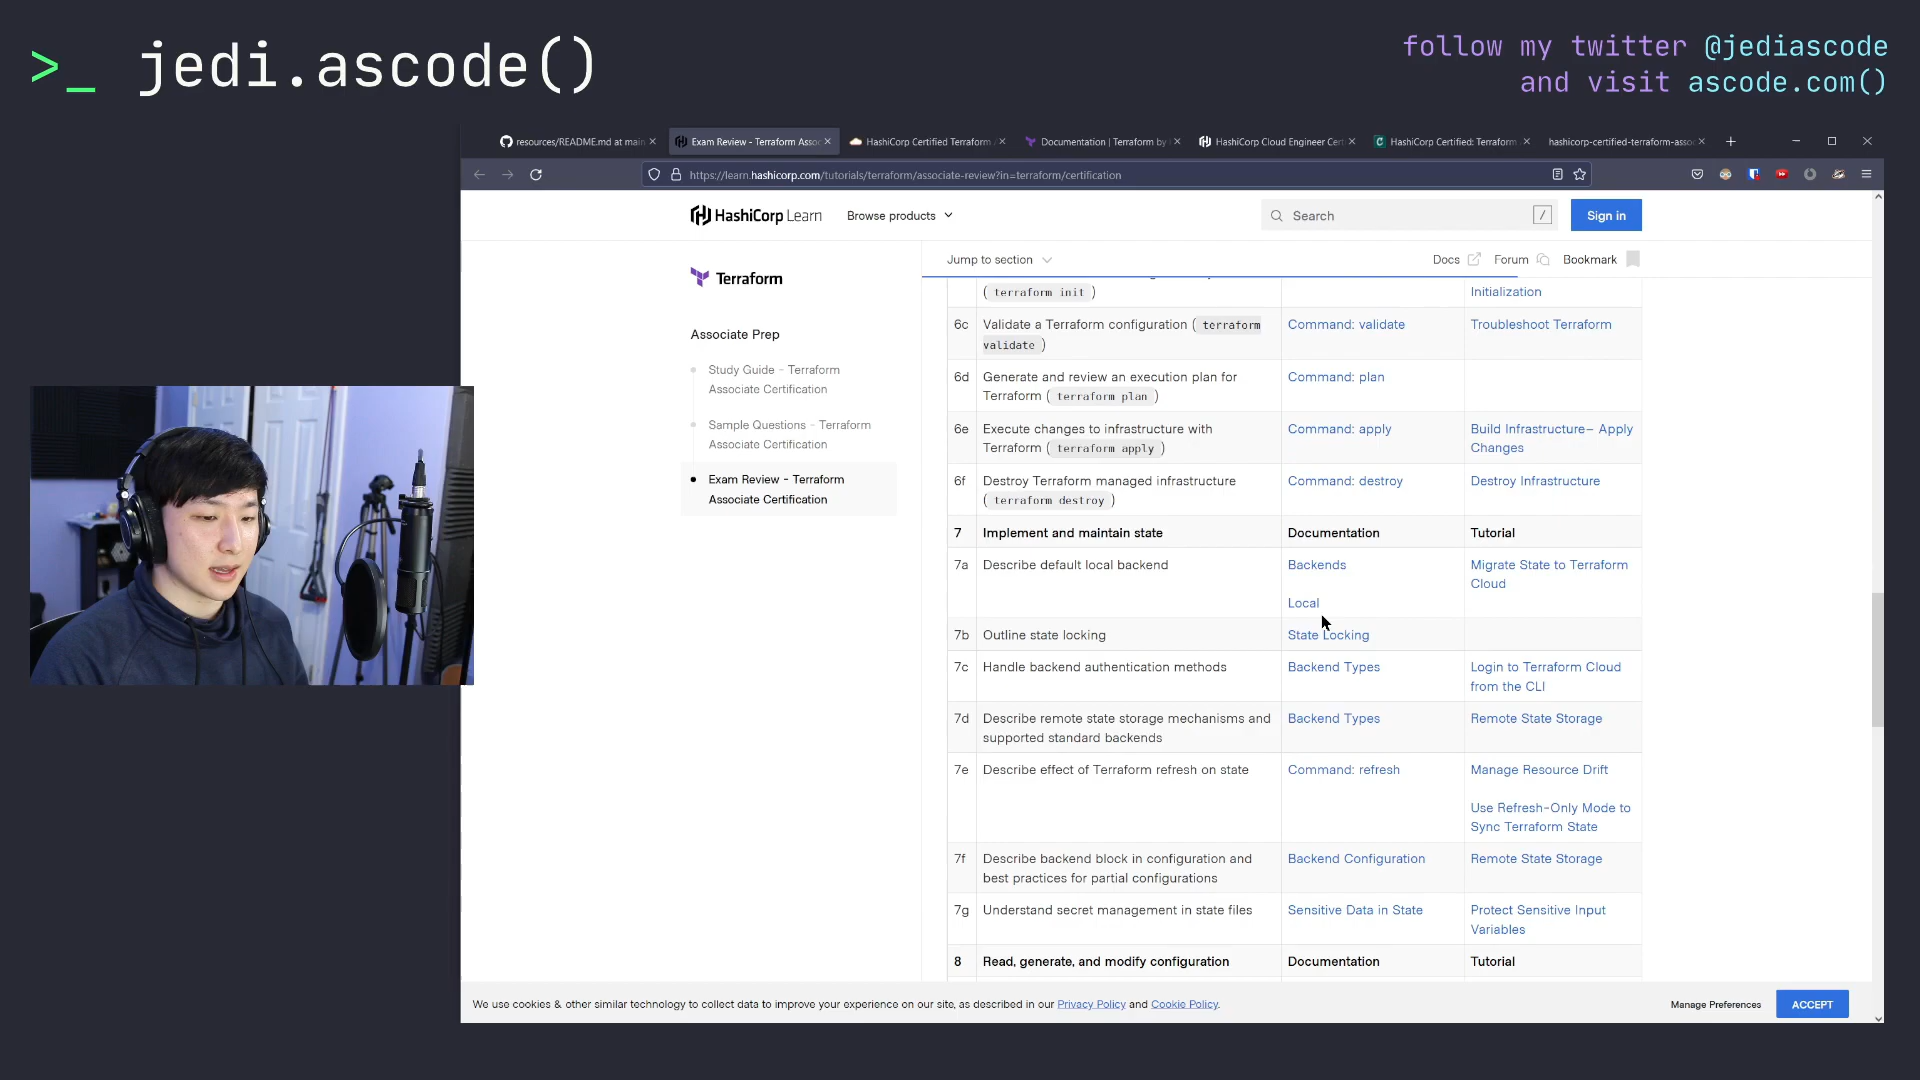 >_ jedi.ascode()
follow my twitter @jediascode
and visit ascode.com()
resources/README.md at main
Exam Review - Terraform Assoc
HashiCorp Certified Terraform
Documentation | Terraform by
HashiCorp Cloud Engineer Cert
HashiCorp Certified: Terraform
hashicorp-certified-terraform-asso
https://learn.hashicorp.com/tutorials/terraform/associate-review?in=terraform/certification
HashiCorp Learn
Browse products
Search
/
Sign in
Jump to section
Docs
Forum
Bookmark
Terraform
Associate Prep
Study Guide - Terraform
Associate Certification
Sample Questions - Terraform
Associate Certification
Exam Review - Terraform
Associate Certification
( terraform init )
Initialization
6c Validate a Terraform configuration ( terraform
validate )
Command: validate
Troubleshoot Terraform
6d Generate and review an execution plan for
Terraform ( terraform plan )
Command: plan
6e Execute changes to infrastructure with
Terraform ( terraform apply )
Command: apply
Build Infrastructure– Apply
Changes
6f Destroy Terraform managed infrastructure
( terraform destroy )
Command: destroy
Destroy Infrastructure
7 Implement and maintain state Documentation Tutorial
7a Describe default local backend
Backends
Local
Migrate State to Terraform
Cloud
7b Outline state locking State Locking
7c Handle backend authentication methods Backend Types
Login to Terraform Cloud
from the CLI
7d Describe remote state storage mechanisms and
supported standard backends
Backend Types
Remote State Storage
7e Describe effect of Terraform refresh on state Command: refresh
Manage Resource Drift
Use Refresh-Only Mode to
Sync Terraform State
7f Describe backend block in configuration and
best practices for partial configurations
Backend Configuration
Remote State Storage
7g Understand secret management in state files Sensitive Data in State
Protect Sensitive Input
Variables
8 Read, generate, and modify configuration Documentation Tutorial
We use cookies & other similar technology to collect data to improve your experience on our site, as described in our Privacy Policy and Cookie Policy.
Manage Preferences
ACCEPT